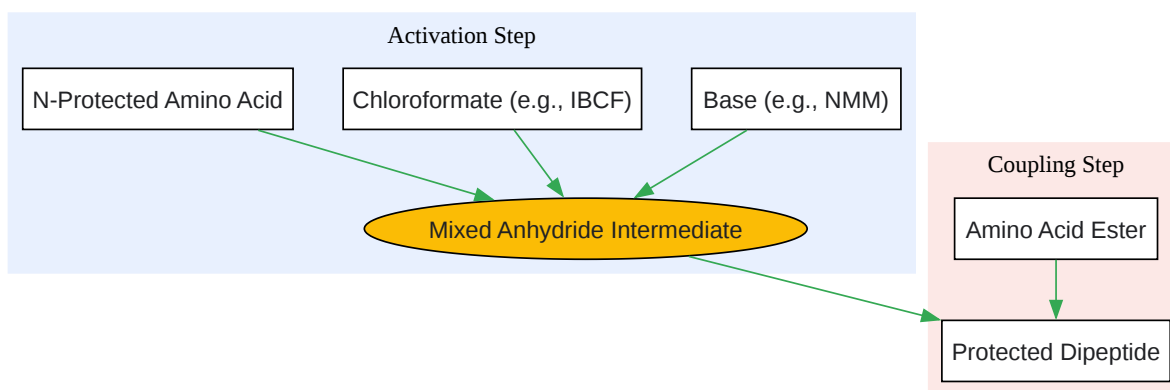 Activation Step
N-Protected Amino Acid
Chloroformate (e.g., IBCF)
Base (e.g., NMM)
Mixed Anhydride Intermediate
Coupling Step
Amino Acid Ester
Protected Dipeptide